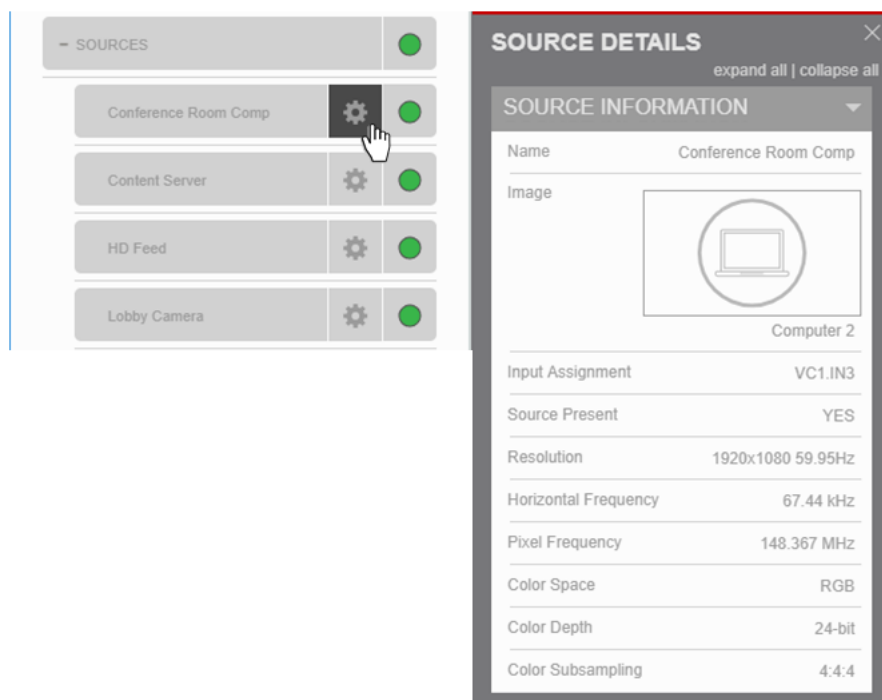 − SOURCES
Conference Room Comp
Content Server
HD Feed
Lobby Camera
SOURCE DETAILS
expand all | collapse all
SOURCE INFORMATION
Name Conference Room Comp
Image
Computer 2
Input Assignment VC1.IN3
Source Present YES
Resolution 1920x1080 59.95Hz
Horizontal Frequency 67.44 kHz
Pixel Frequency 148.367 MHz
Color Space RGB
Color Depth 24-bit
Color Subsampling 4:4:4